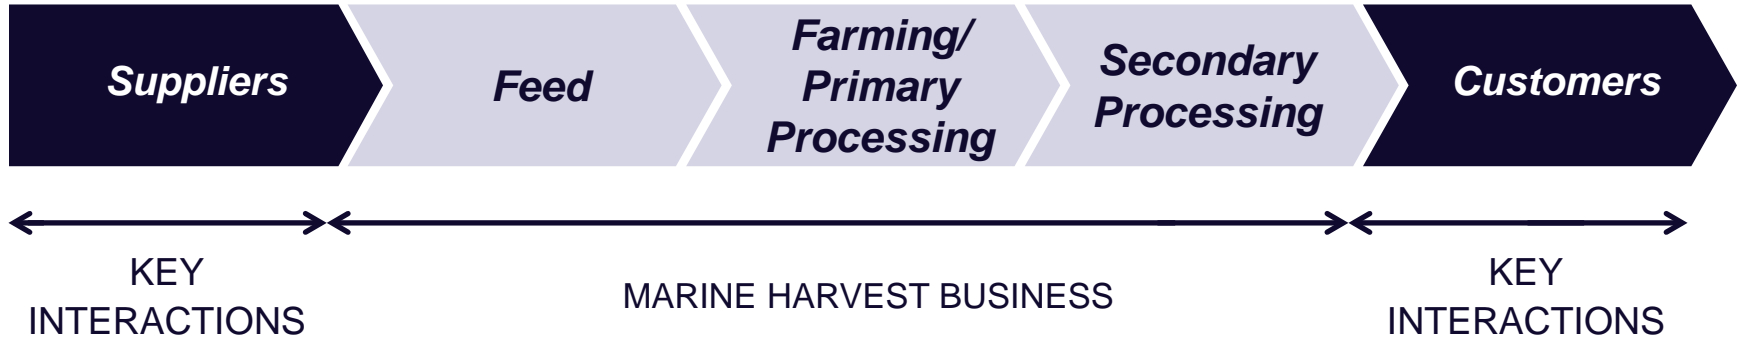 Suppliers
Feed
Farming/
Primary
Processing
Secondary
Processing
Customers
KEY
INTERACTIONS
MARINE HARVEST BUSINESS
KEY
INTERACTIONS